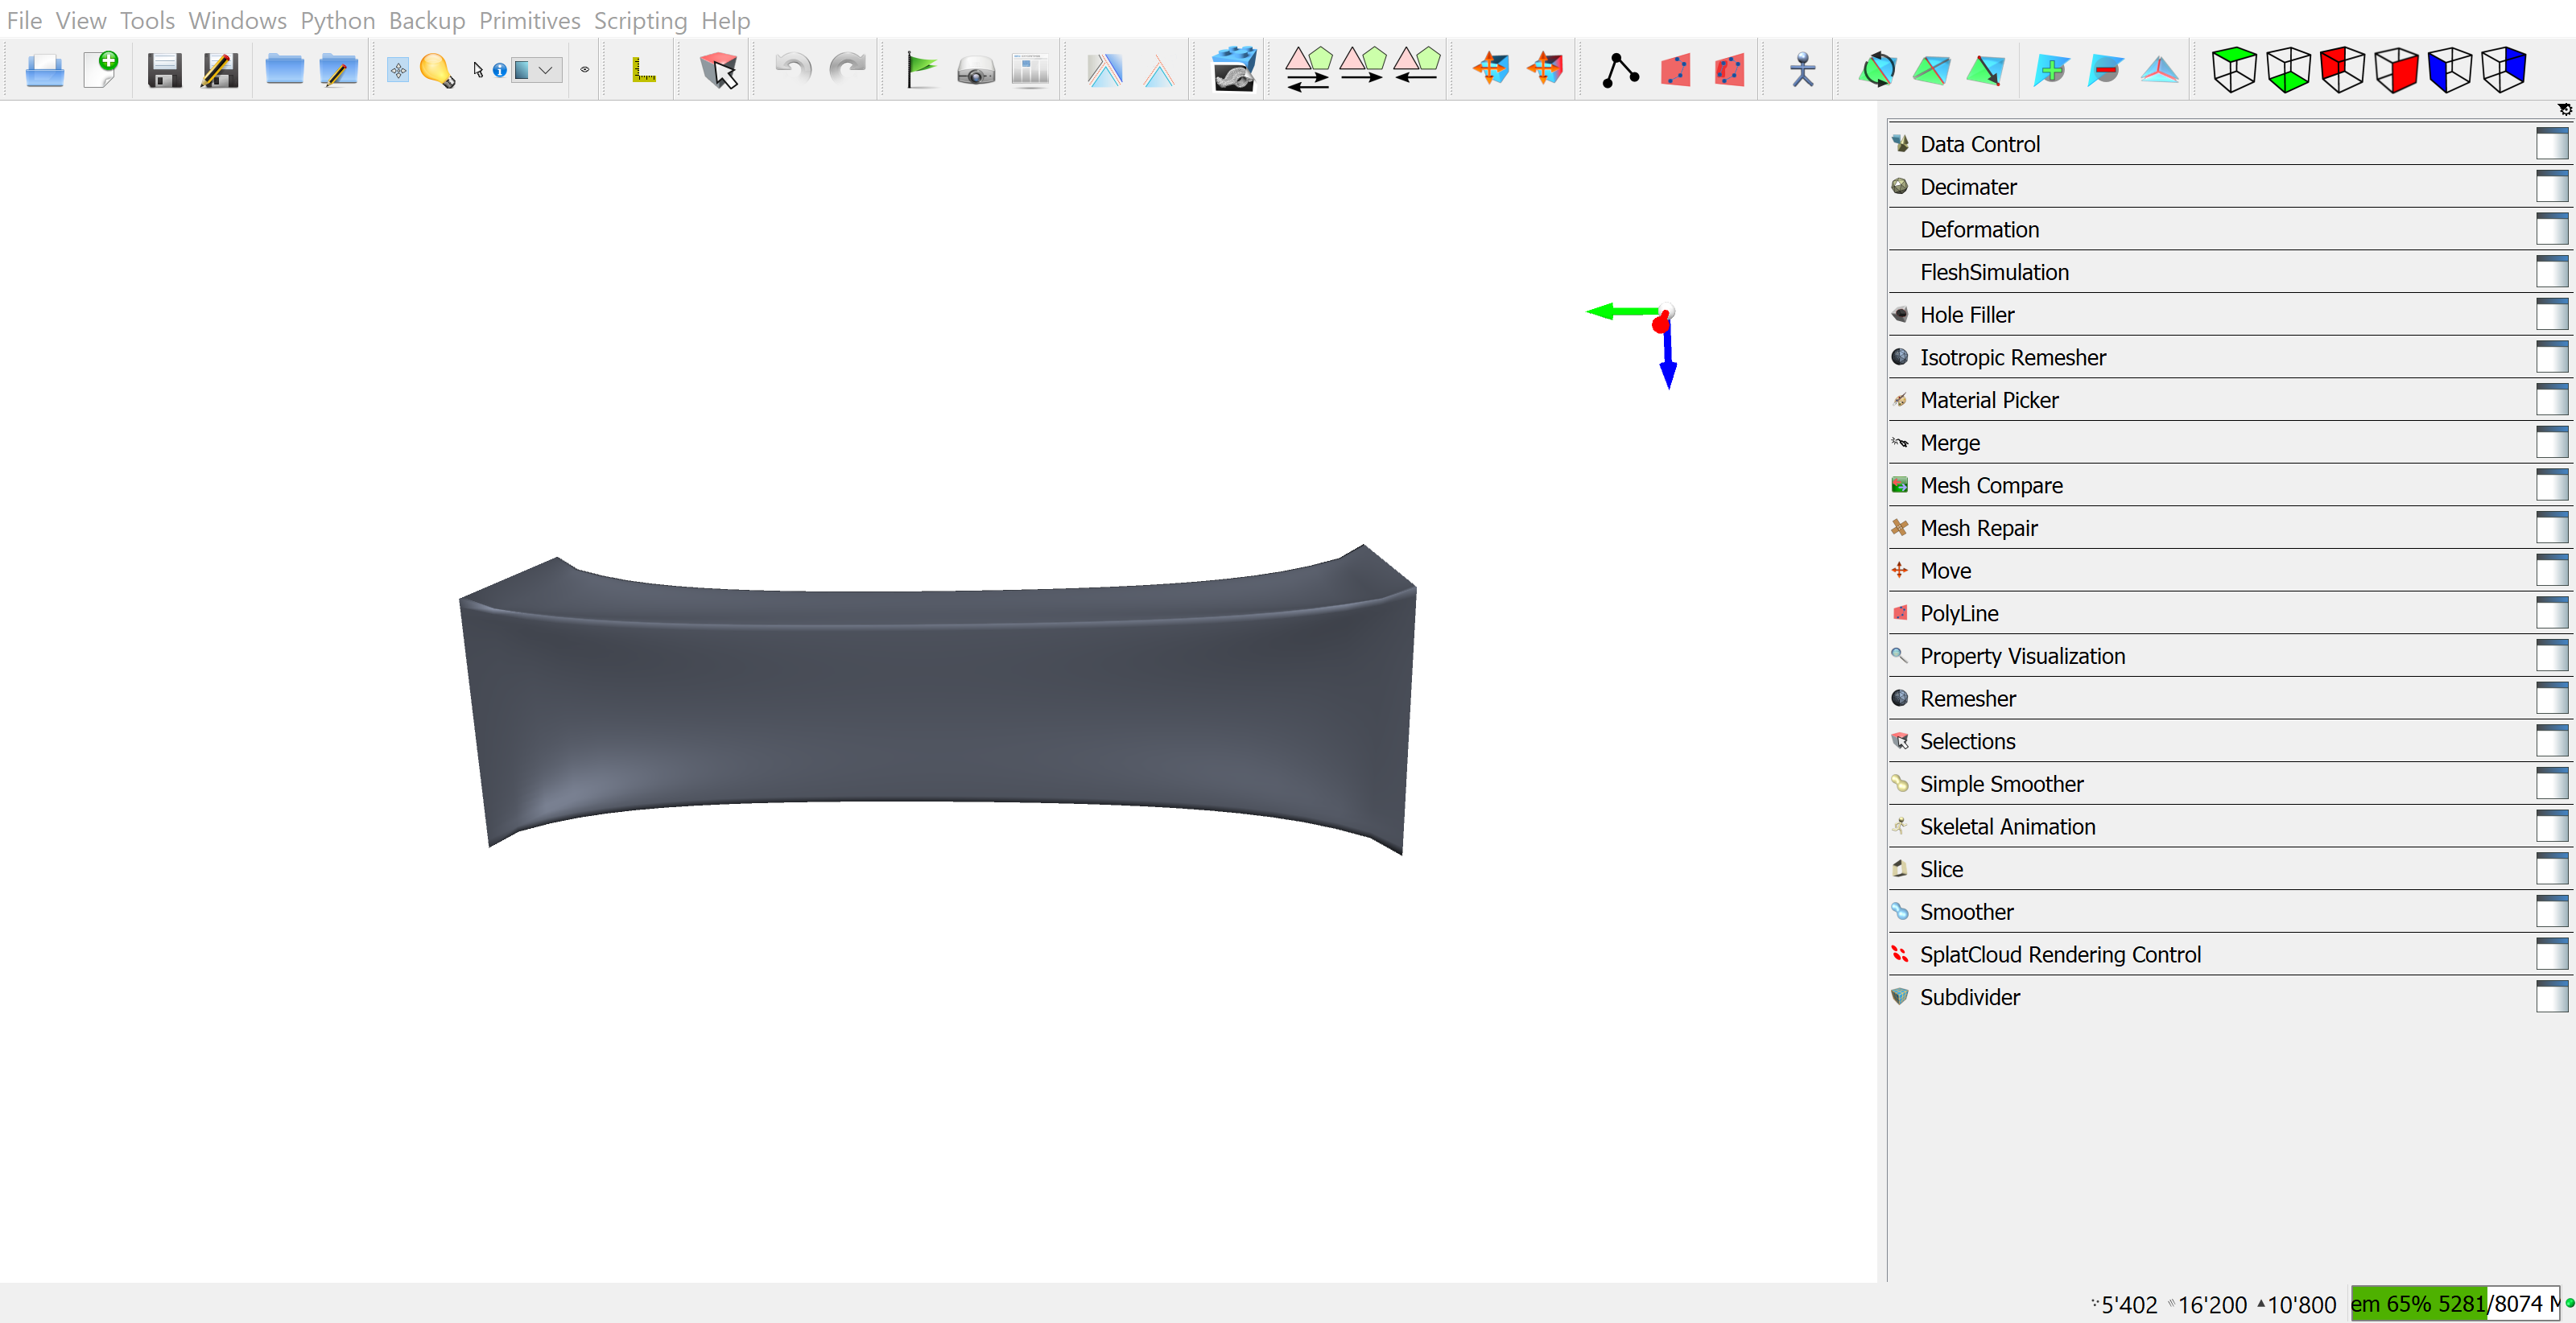 File View Tools Windows Python Backup Primitives Scripting Help
Data Control
Decimater
Deformation
FleshSimulation
Hole Filler
Isotropic Remesher
Material Picker
Merge
Mesh Compare
Mesh Repair
Move
PolyLine
Property Visualization
Remesher
Selections
Simple Smoother
Skeletal Animation
Slice
Smoother
SplatCloud Rendering Control
Subdivider
5'402 16'200 10'800 em 65% 5281/8074 M